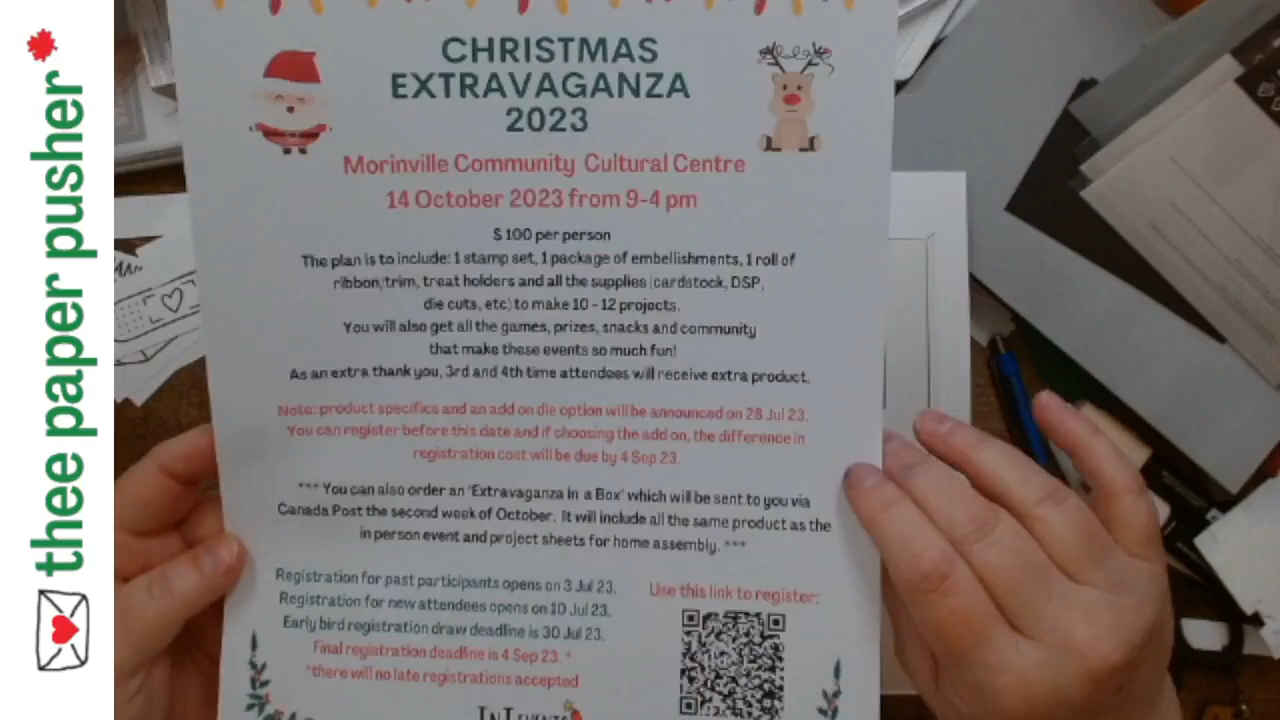 thee paper pusher
CHRISTMAS
EXTRAVAGANZA
2023
Morinville Community Cultural Centre
14 October 2023 from 9-4 pm
$100 per person
The plan is to include: 1 stamp set, 1 package of embellishments, 1 roll of
ribbon/trim, treat holders and all the supplies (cardstock, DSP,
die cuts, etc) to make 10 - 12 projects.
You will also get all the games, prizes, snacks and community
that make these events so much fun!
As an extra thank you, 3rd and 4th time attendees will receive extra product.
Note: product specifics and an add on die option will be announced on 28 Jul 23.
You can register before this date and if choosing the add on, the difference in
registration cost will be due by 4 Sep 23.
*** You can also order an 'Extravaganza in a Box' which will be sent to you via
Canada Post the second week of October. It will include all the same product as the
in person event and project sheets for home assembly. ***
Registration for past participants opens on 3 Jul 23.
Registration for new attendees opens on 10 Jul 23.
Early bird registration draw deadline is 30 Jul 23.
Final registration deadline is 4 Sep 23. *
*there will no late registrations accepted
Use this link to register: